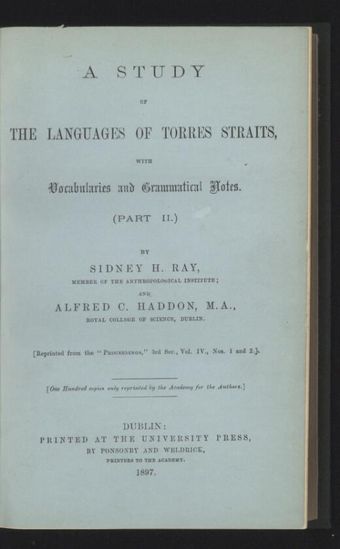 A STUDY
OF
THE LANGUAGES OF TORRES STRAITS,
WITH
Vocabularies and Grammatical Notes.
(PART II.)
BY
SIDNEY H. RAY,
MEMBER OF THE ANTHROPOLOGICAL INSTITUTE;
AND
ALFRED C. HADDON, M.A.,
ROYAL COLLEGE OF SCIENCE, DUBLIN.
[Reprinted from the "PROCEEDINGS," 3rd Ser., Vol. IV., Nos. 1 and 2.].
[One Hundred copies only reprinted by the Academy for the Authors.]
DUBLIN:
PRINTED AT THE UNIVERSITY PRESS,
BY PONSONBY AND WELDRICK,
PRINTERS TO THE ACADEMY.
1897.